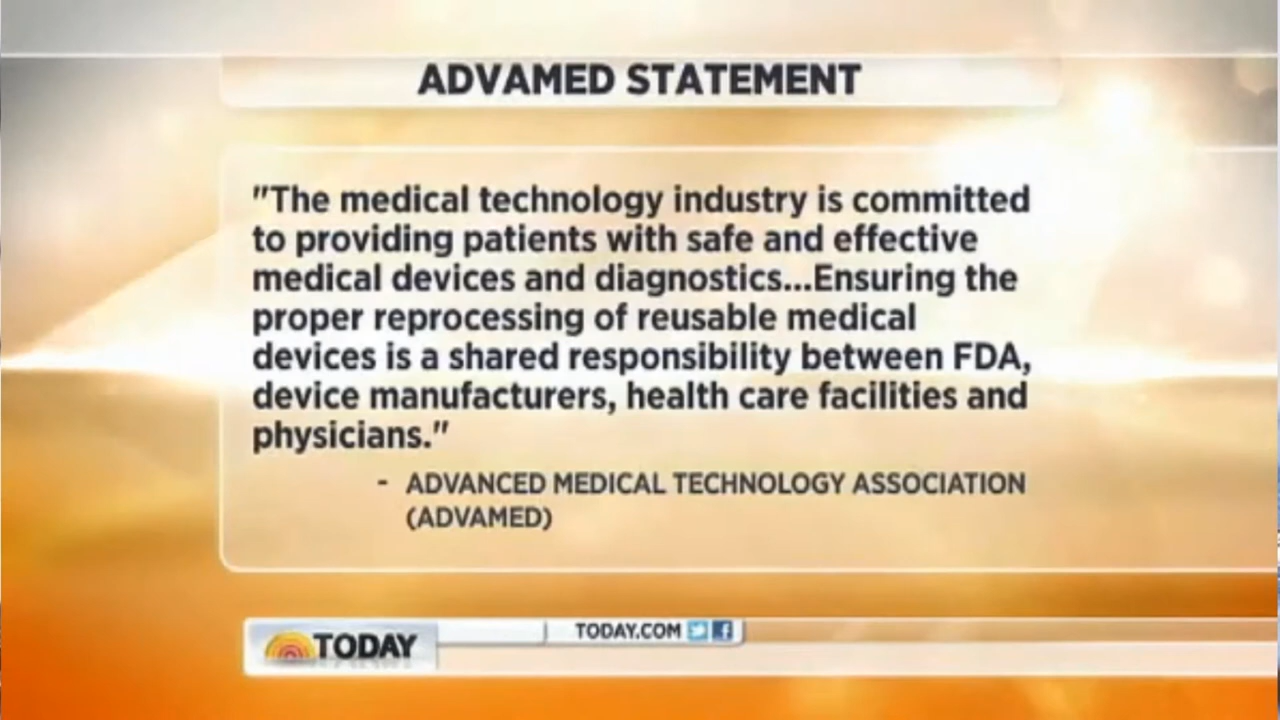 ADVAMED STATEMENT
"The medical technology industry is committed
to providing patients with safe and effective
medical devices and diagnostics...Ensuring the
proper reprocessing of reusable medical
devices is a shared responsibility between FDA,
device manufacturers, health care facilities and
physicians."
- ADVANCED MEDICAL TECHNOLOGY ASSOCIATION
(ADVAMED)
TODAY.COM
TODAY